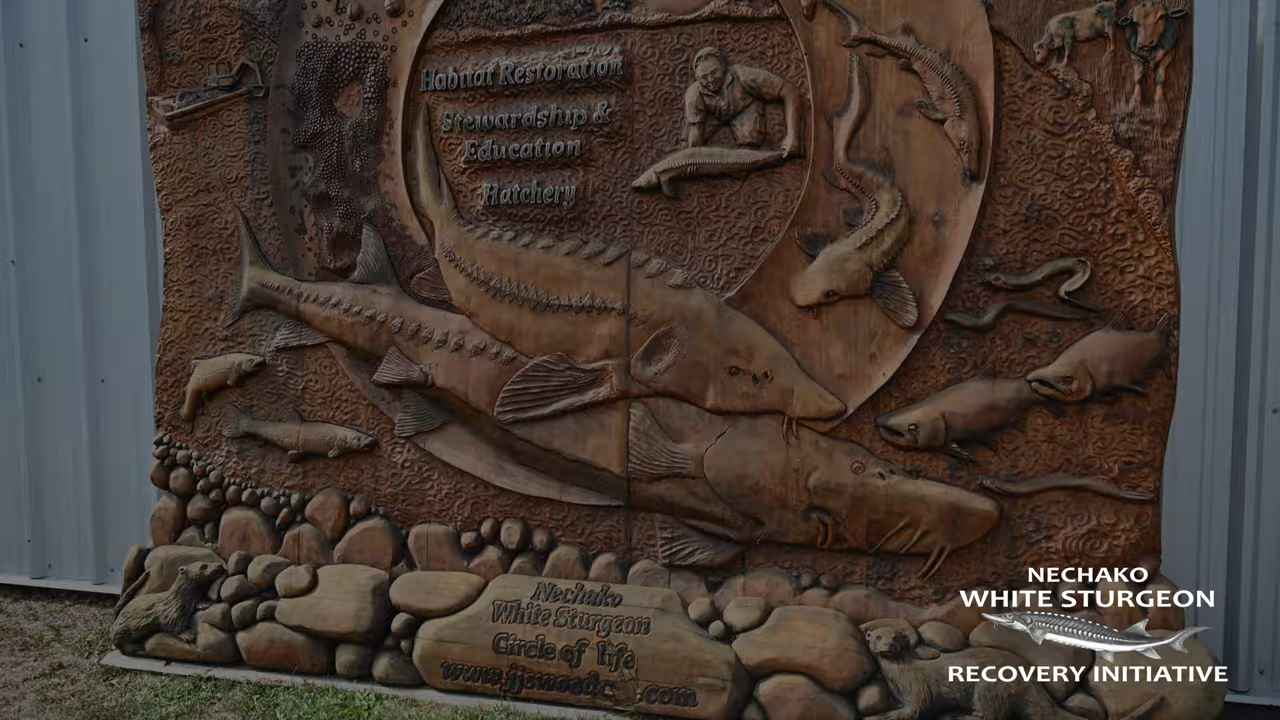 Habitat Restoration
Stewardship &
Education
Hatchery
Nechako
White Sturgeon
Circle of life
NECHAKO
WHITE STURGEON
RECOVERY INITIATIVE